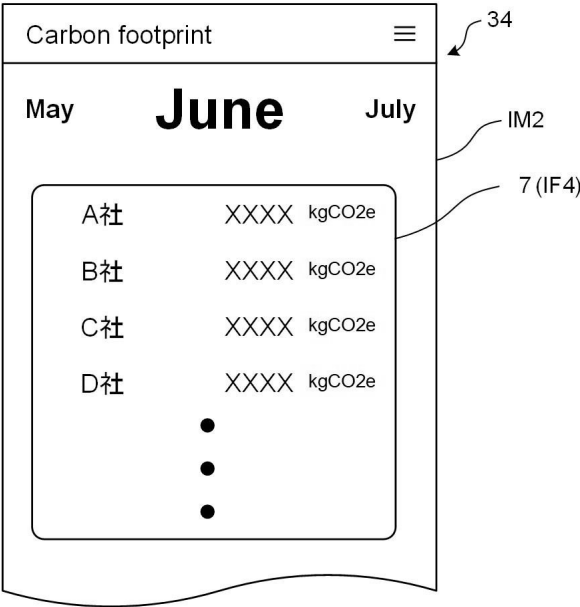 Carbon footprint
34
May June July
IM2
7 (IF4)
A社 XXXX kgCO2e
B社 XXXX kgCO2e
C社 XXXX kgCO2e
D社 XXXX kgCO2e